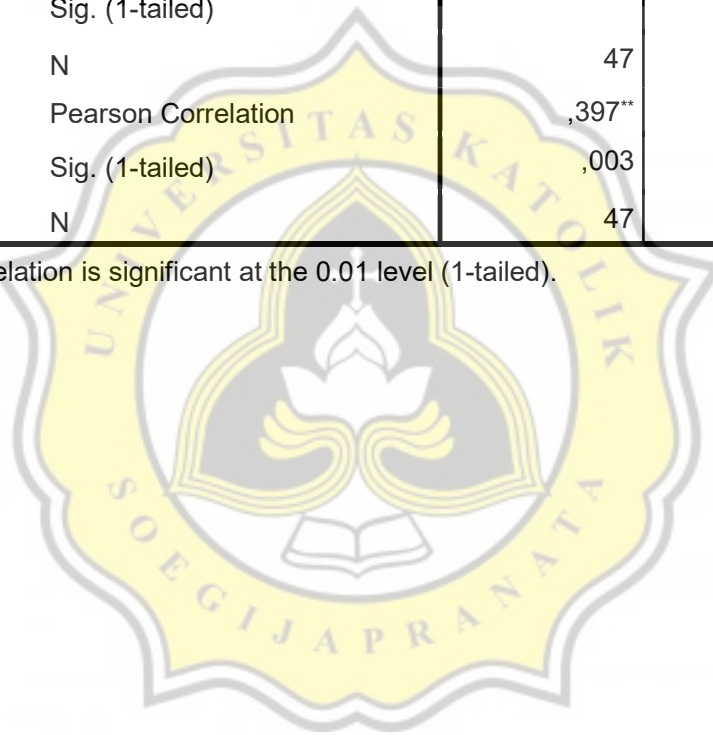 Sig. (1-tailed)
N 47
Pearson Correlation ,397**
Sig. (1-tailed) ,003
N 47
elation is significant at the 0.01 level (1-tailed).
UNIVERSITAS KATOLIK
SOEGIJAPRANATA